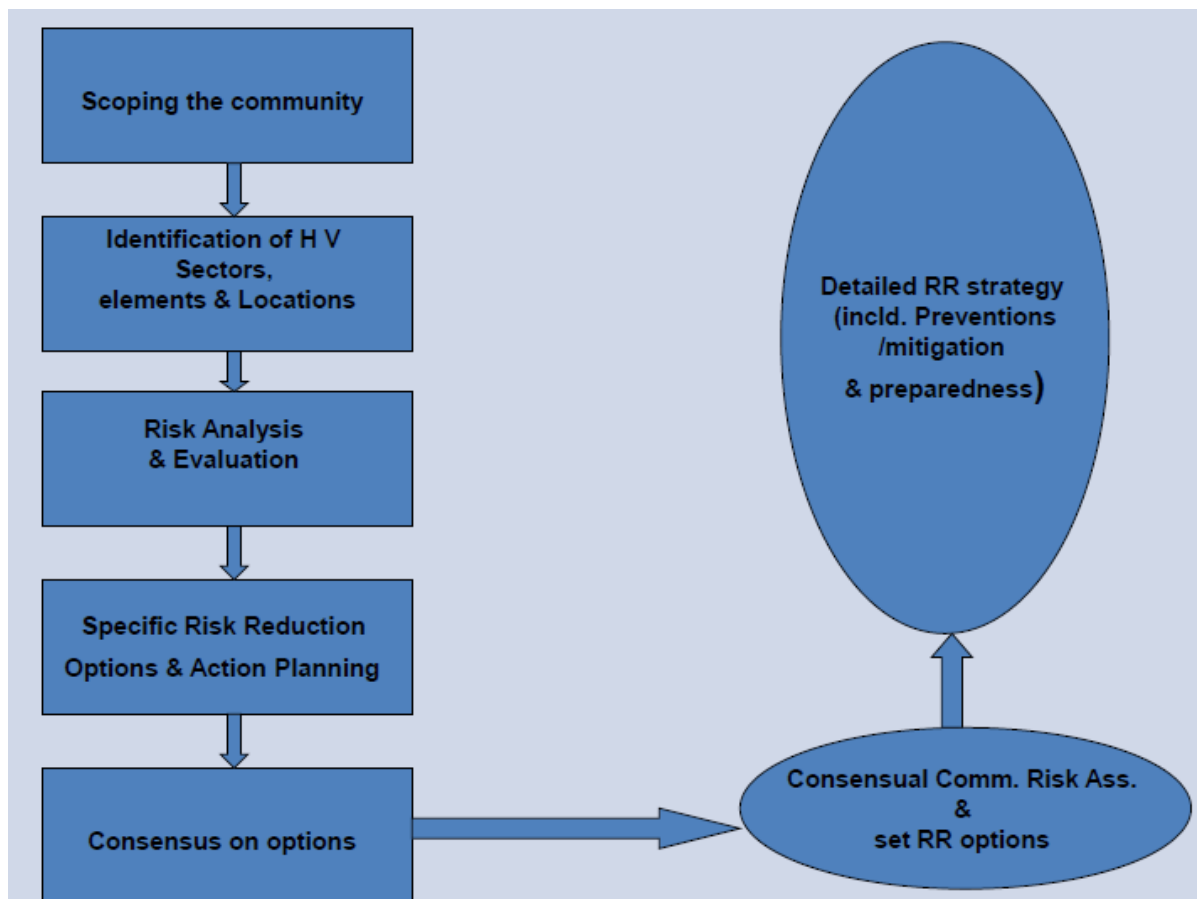 Scoping the community
Identification of H V
Sectors,
elements & Locations
Risk Analysis
& Evaluation
Specific Risk Reduction
Options & Action Planning
Consensus on options
Detailed RR strategy
(incld. Preventions
/mitigation
& preparedness)
Consensual Comm. Risk Ass.
&
set RR options